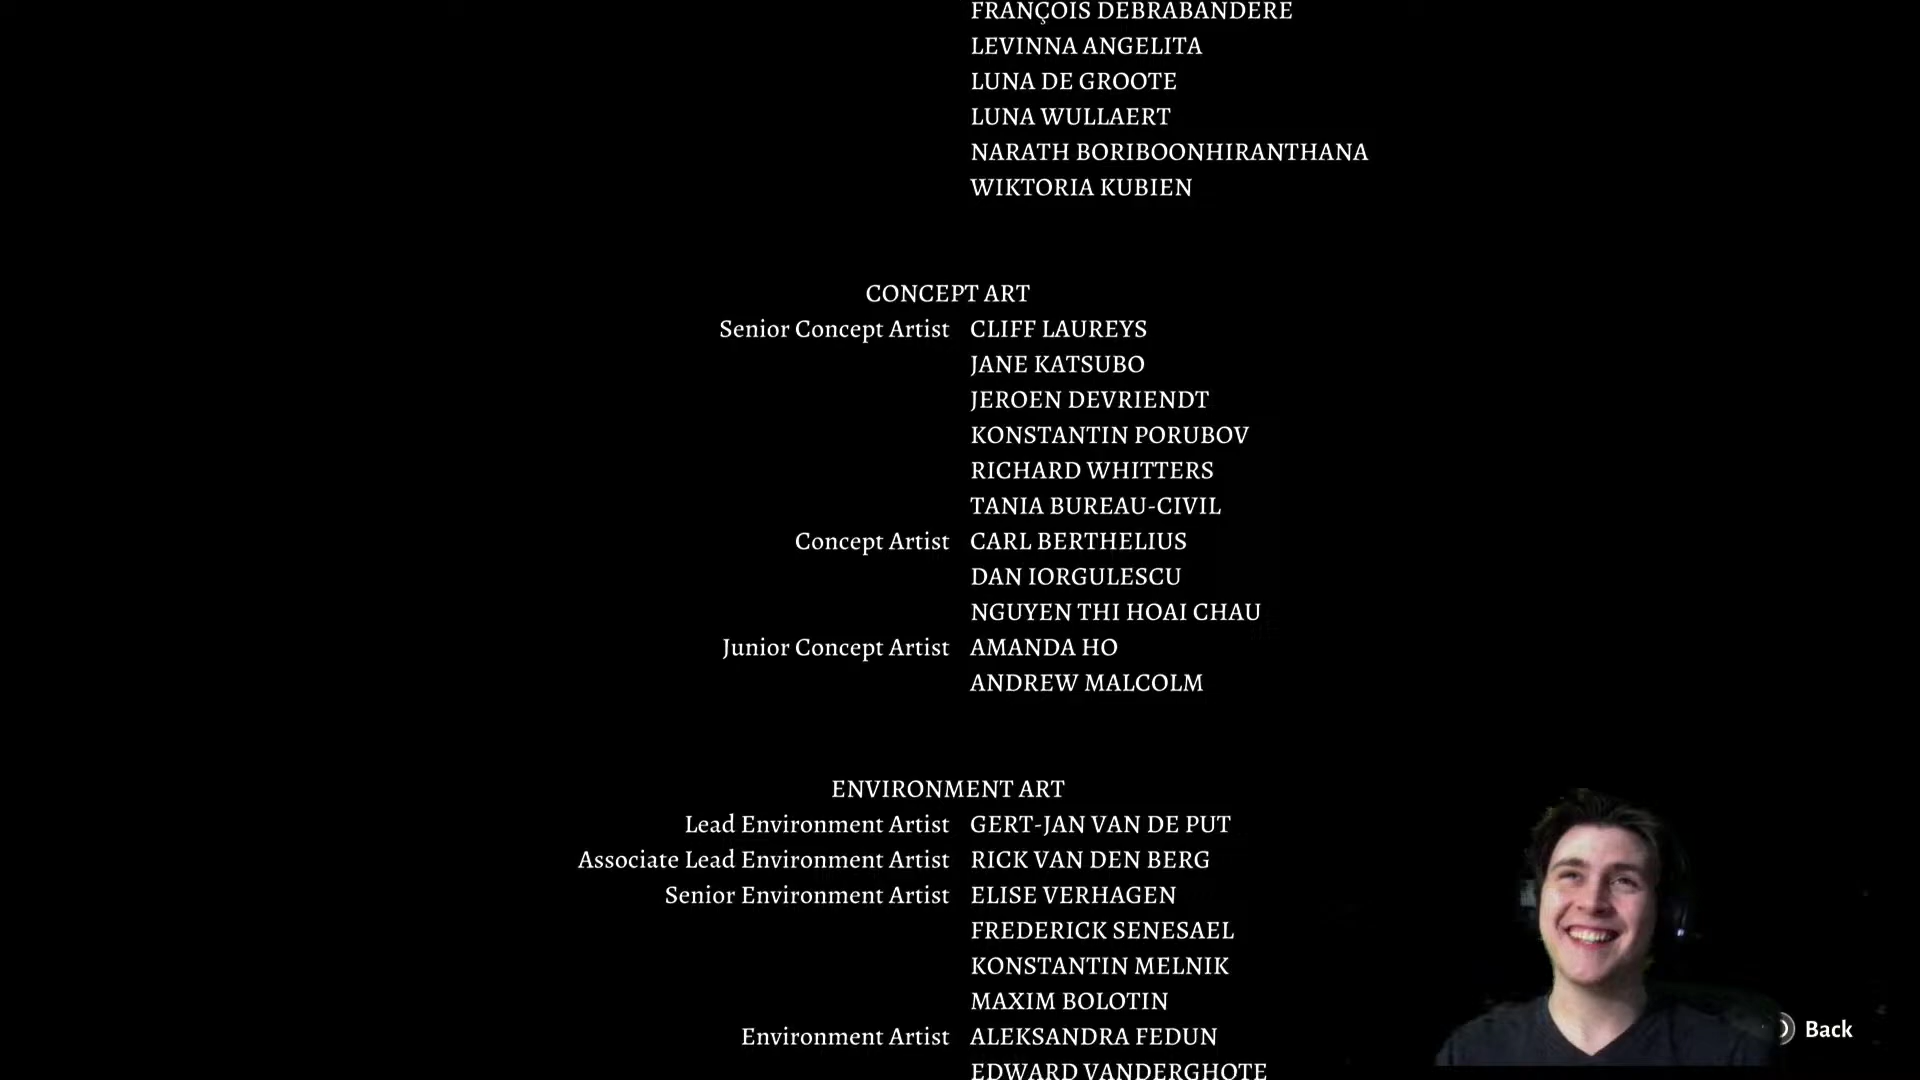 FRANÇOIS DEBRABANDERE
LEVINNA ANGELITA
LUNA DE GROOTE
LUNA WULLAERT
NARATH BORIBOONHIRANTHANA
WIKTORIA KUBIEN
CONCEPT ART
Senior Concept Artist CLIFF LAUREYS
JANE KATSUBO
JEROEN DEVRIENDT
KONSTANTIN PORUBOV
RICHARD WHITTERS
TANIA BUREAU-CIVIL
Concept Artist CARL BERTHELIUS
DAN IORGULESCU
NGUYEN THI HOAI CHAU
Junior Concept Artist AMANDA HO
ANDREW MALCOLM
ENVIRONMENT ART
Lead Environment Artist GERT-JAN VAN DE PUT
Associate Lead Environment Artist RICK VAN DEN BERG
Senior Environment Artist ELISE VERHAGEN
FREDERICK SENESAEL
KONSTANTIN MELNIK
MAXIM BOLOTIN
Environment Artist ALEKSANDRA FEDUN
EDWARD VANDERGHOTE
Back